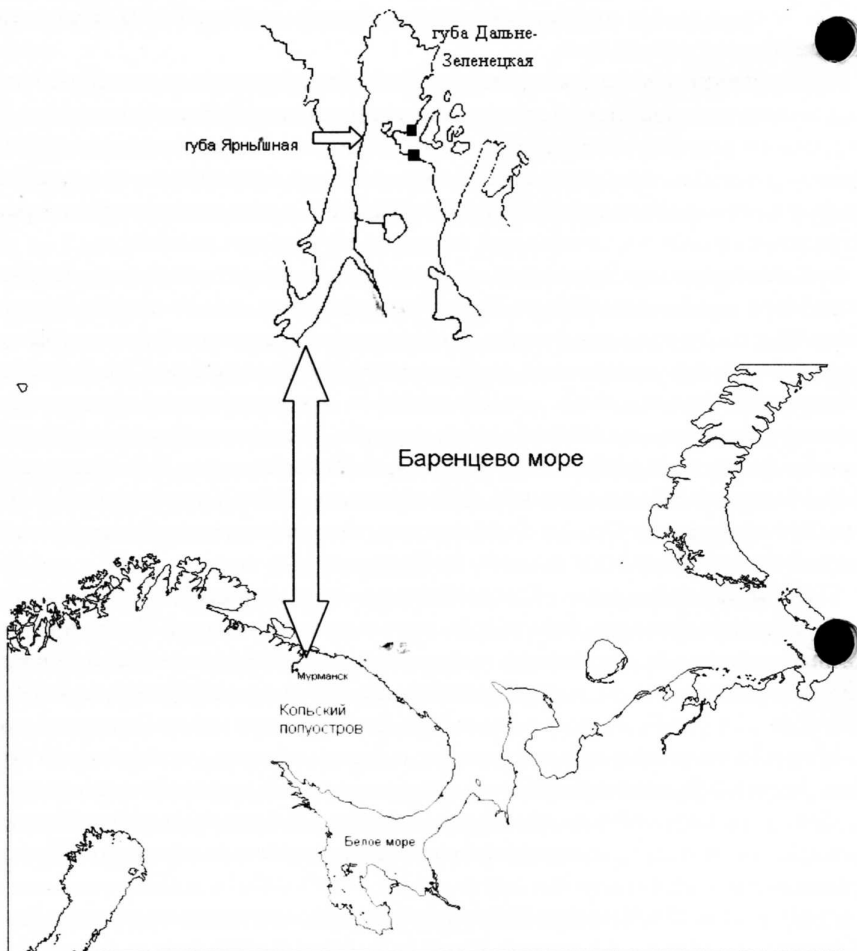 губа Дальне-
Зеленецкая
губа Ярнышная
Баренцево море
Мурманск
Кольский
полуостров
Белое море